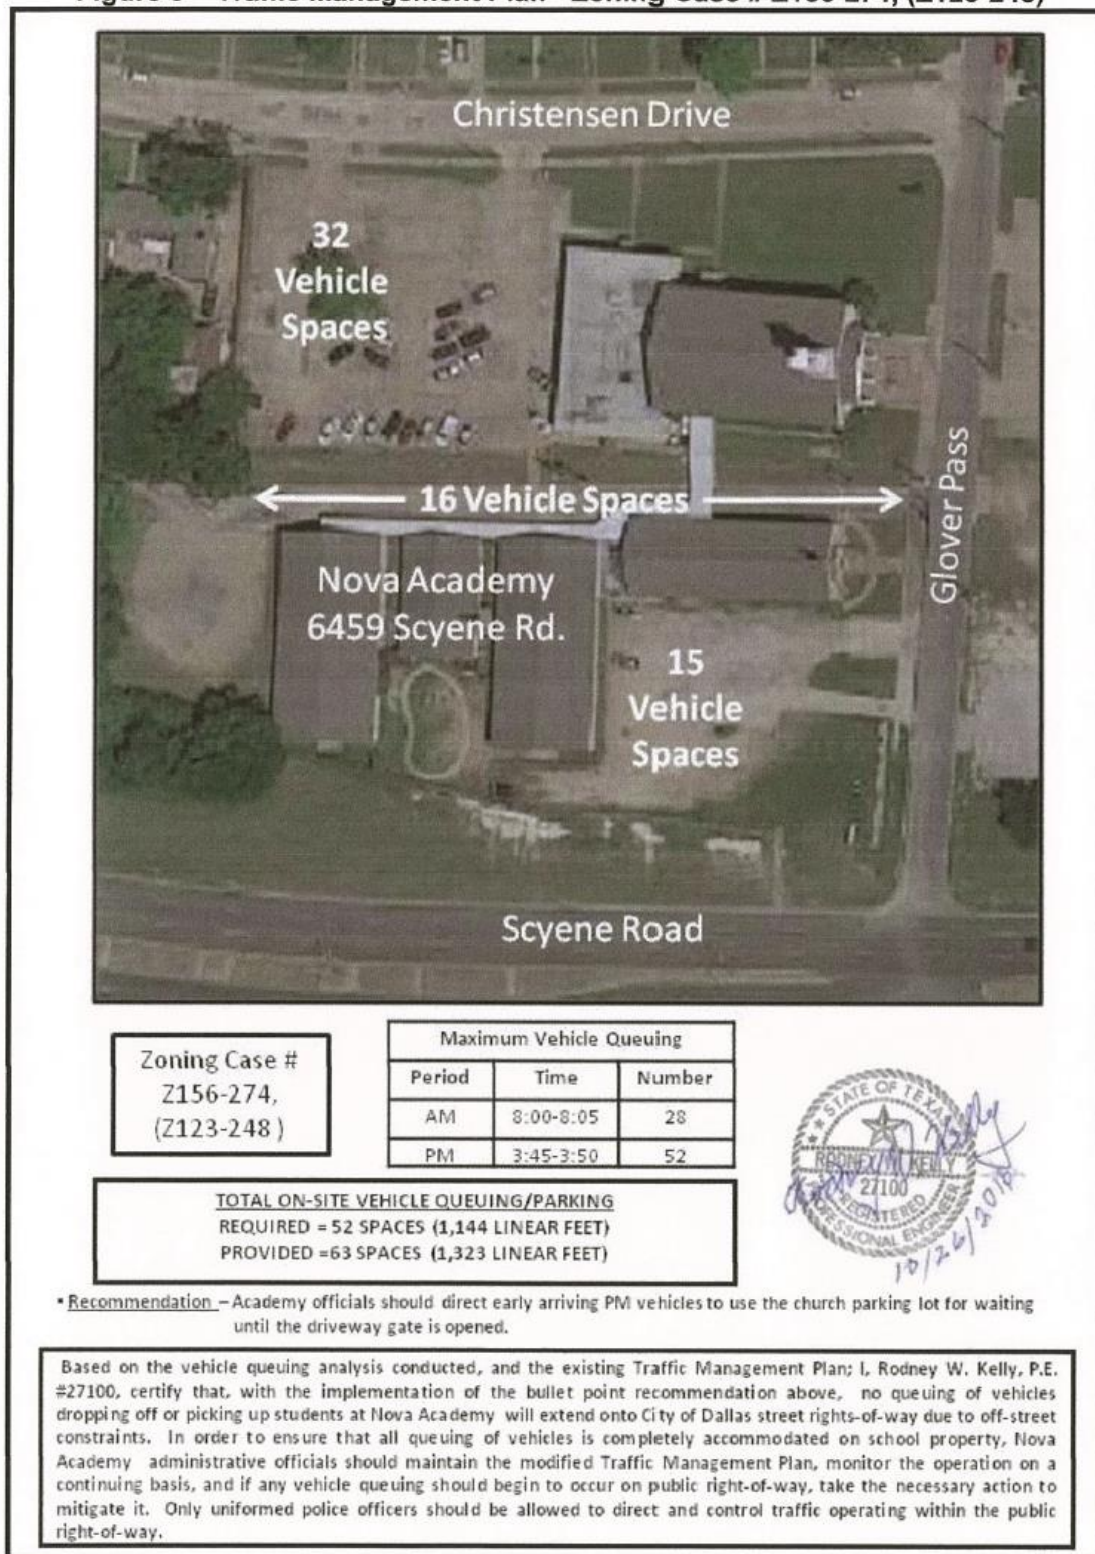 Christensen Drive
32
Vehicle
Spaces
16 Vehicle Spaces
Glover Pass
Nova Academy
6459 Scyene Rd.
15
Vehicle
Spaces
Scyene Road
Zoning Case #
Z156-274,
(Z123-248 )
Maximum Vehicle Queuing
Period Time Number
AM 8:00-8:05 28
PM 3:45-3:50 52
STATE OF TEXAS
RODNEY W. KELLY
27100
REGISTERED
PROFESSIONAL ENGINEER
TOTAL ON-SITE VEHICLE QUEUING/PARKING
REQUIRED = 52 SPACES (1,144 LINEAR FEET)
PROVIDED =63 SPACES (1,323 LINEAR FEET)
▪ Recommendation – Academy officials should direct early arriving PM vehicles to use the church parking lot for waiting
until the driveway gate is opened.
Based on the vehicle queuing analysis conducted, and the existing Traffic Management Plan; I, Rodney W. Kelly, P.E.
#27100, certify that, with the implementation of the bullet point recommendation above, no queuing of vehicles
dropping off or picking up students at Nova Academy will extend onto City of Dallas street rights-of-way due to off-street
constraints. In order to ensure that all queuing of vehicles is completely accommodated on school property, Nova
Academy administrative officials should maintain the modified Traffic Management Plan, monitor the operation on a
continuing basis, and if any vehicle queuing should begin to occur on public right-of-way, take the necessary action to
mitigate it. Only uniformed police officers should be allowed to direct and control traffic operating within the public
right-of-way.